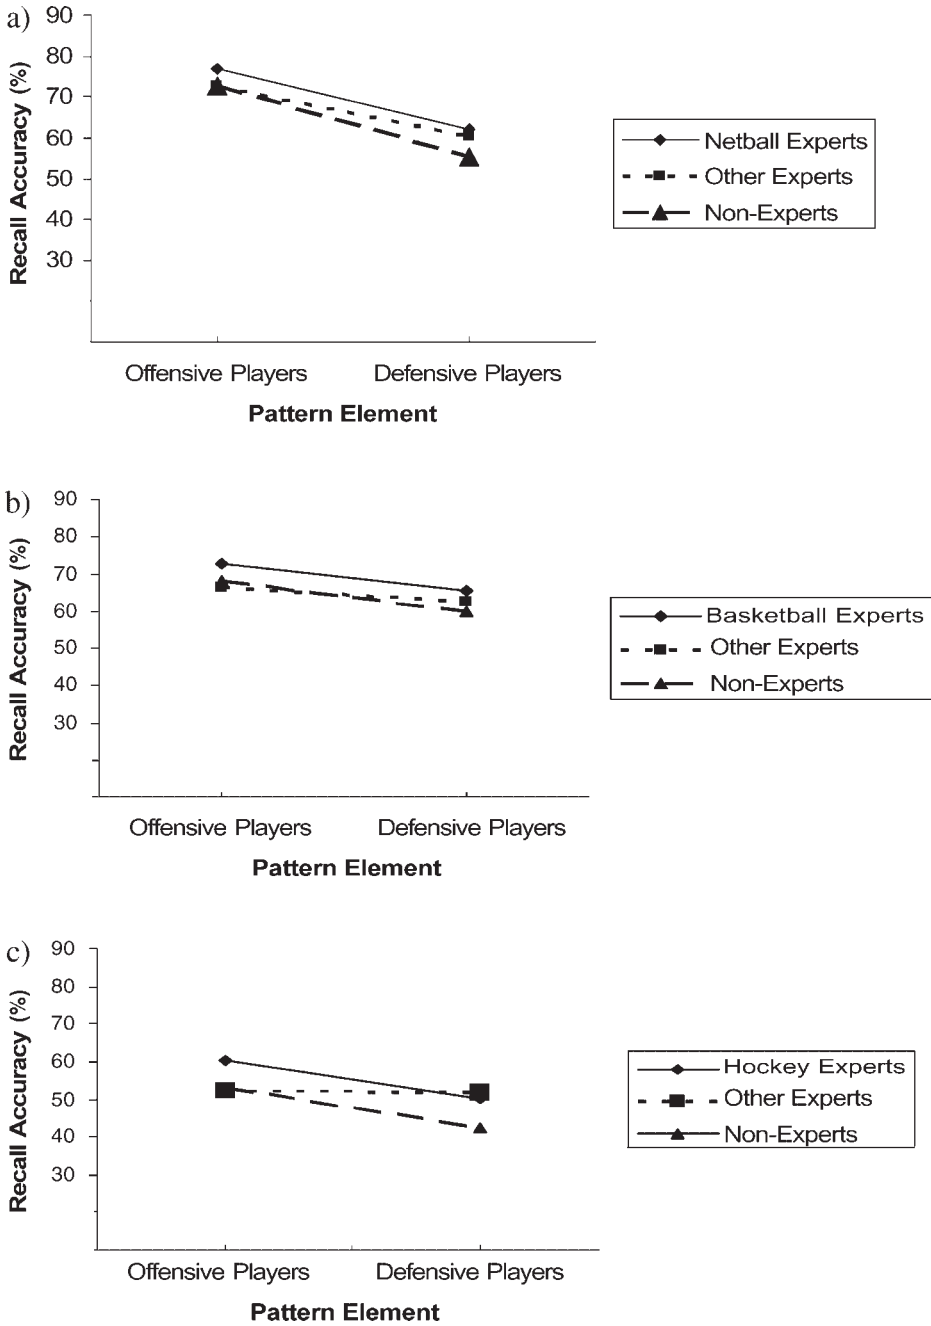 a)
90
80
70
60
50
40
30
Recall Accuracy (%)
Offensive Players
Defensive Players
Pattern Element
Netball Experts
Other Experts
Non-Experts
b)
90
80
70
60
50
40
30
Recall Accuracy (%)
Offensive Players
Defensive Players
Pattern Element
Basketball Experts
Other Experts
Non-Experts
c)
90
80
70
60
50
40
30
Recall Accuracy (%)
Offensive Players
Defensive Players
Pattern Element
Hockey Experts
Other Experts
Non-Experts